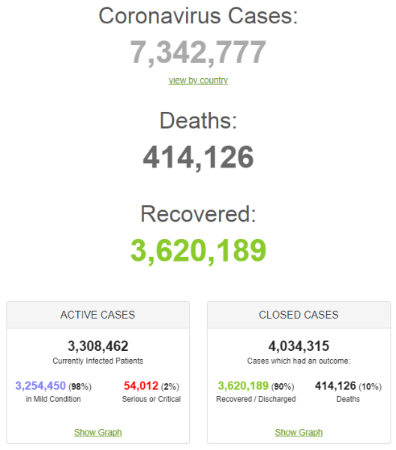 Coronavirus Cases:
7,342,777
view by country
Deaths:
414,126
Recovered:
3,620,189
ACTIVE CASES
3,308,462
Currently Infected Patients
3,254,450 (98%)
in Mild Condition
54,012 (2%)
Serious or Critical
Show Graph
CLOSED CASES
4,034,315
Cases which had an outcome:
3,620,189 (90%)
Recovered / Discharged
414,126 (10%)
Deaths
Show Graph